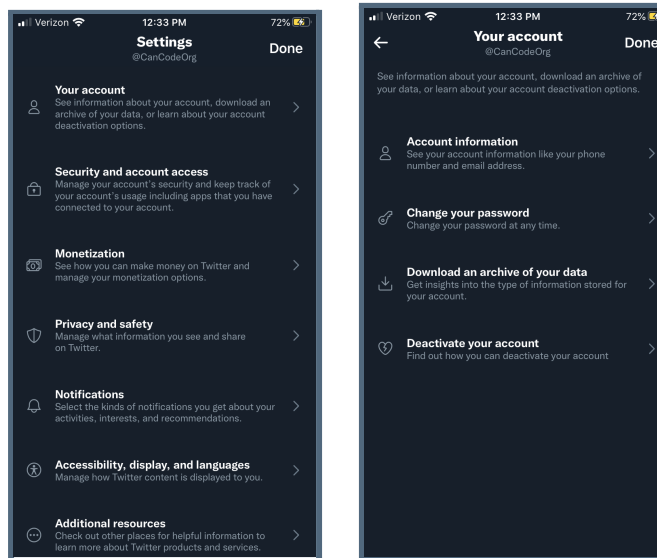 Verizon 12:33 PM 72%
Settings
@CanCodeOrg
Done
Your account
See information about your account, download an
archive of your data, or learn about your account
deactivation options.
Security and account access
Manage your account's security and keep track of
your account's usage including apps that you have
connected to your account.
Monetization
See how you can make money on Twitter and
manage your monetization options.
Privacy and safety
Manage what information you see and share
on Twitter.
Notifications
Select the kinds of notifications you get about your
activities, interests, and recommendations.
Accessibility, display, and languages
Manage how Twitter content is displayed to you.
Additional resources
Check out other places for helpful information to
learn more about Twitter products and services.
Verizon 12:33 PM 72%
Your account
@CanCodeOrg
Done
See information about your account, download an archive of
your data, or learn about your account deactivation options.
Account information
See your account information like your phone
number and email address.
Change your password
Change your password at any time.
Download an archive of your data
Get insights into the type of information stored for
your account.
Deactivate your account
Find out how you can deactivate your account